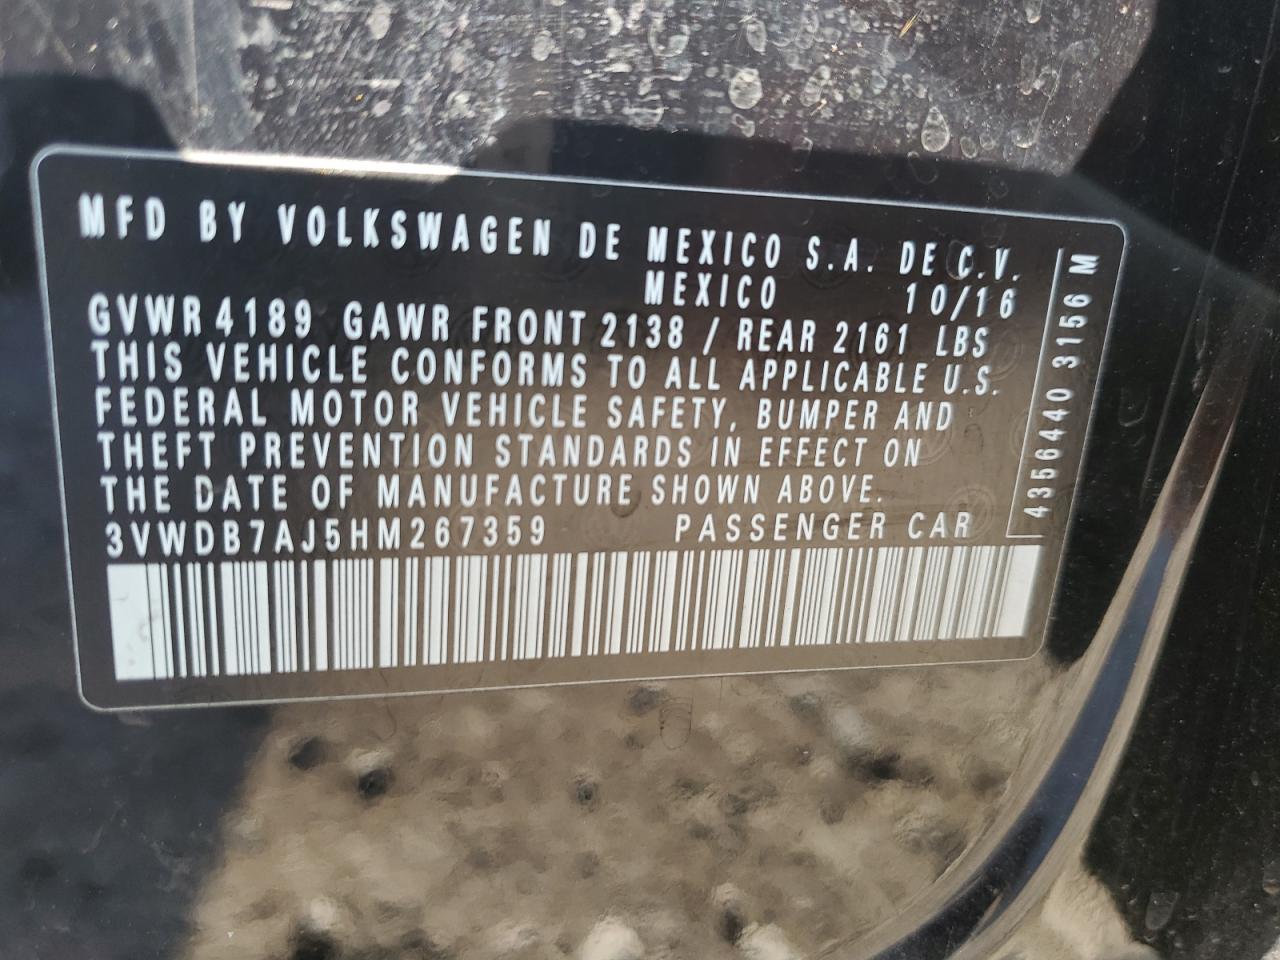 MFD BY VOLKSWAGEN DE MEXICO S.A. DE C.V.
MEXICO 10/16
GVWR 4189 GAWR FRONT 2138 / REAR 2161 LBS
THIS VEHICLE CONFORMS TO ALL APPLICABLE U.S.
FEDERAL MOTOR VEHICLE SAFETY, BUMPER AND
THEFT PREVENTION STANDARDS IN EFFECT ON
THE DATE OF MANUFACTURE SHOWN ABOVE.
3VWDB7AJ5HM267359 PASSENGER CAR
4356440 3156 M